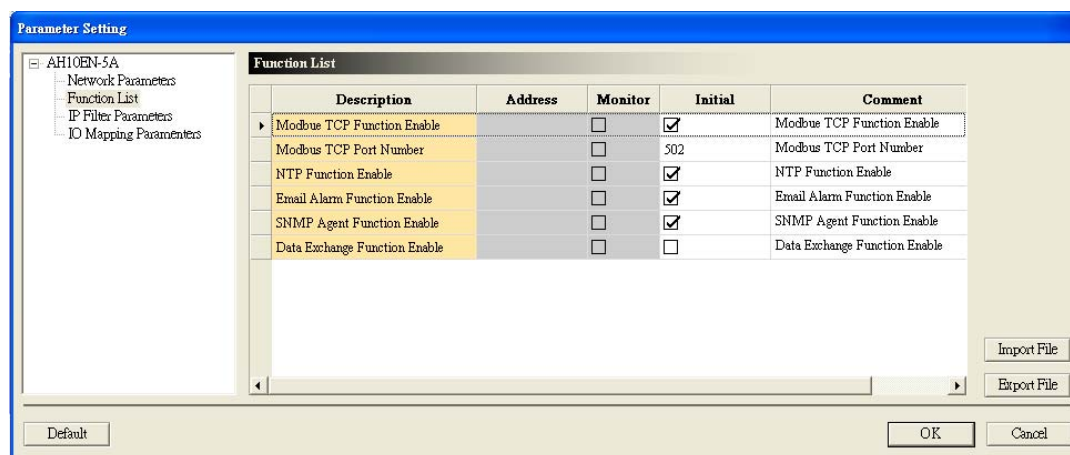 Parameter Setting
AH10EN-5A
Network Parameters
Function List
IP Filter Parameters
IO Mapping Paramenters
Function List
Description Address Monitor Initial Comment
Modbue TCP Function Enable Modbue TCP Function Enable
Modbus TCP Port Number 502 Modbus TCP Port Number
NTP Function Enable NTP Function Enable
Email Alarm Function Enable Email Alarm Function Enable
SNMP Agent Function Enable SNMP Agent Function Enable
Data Exchange Function Enable Data Exchange Function Enable
Import File
Export File
Default OK Cancel